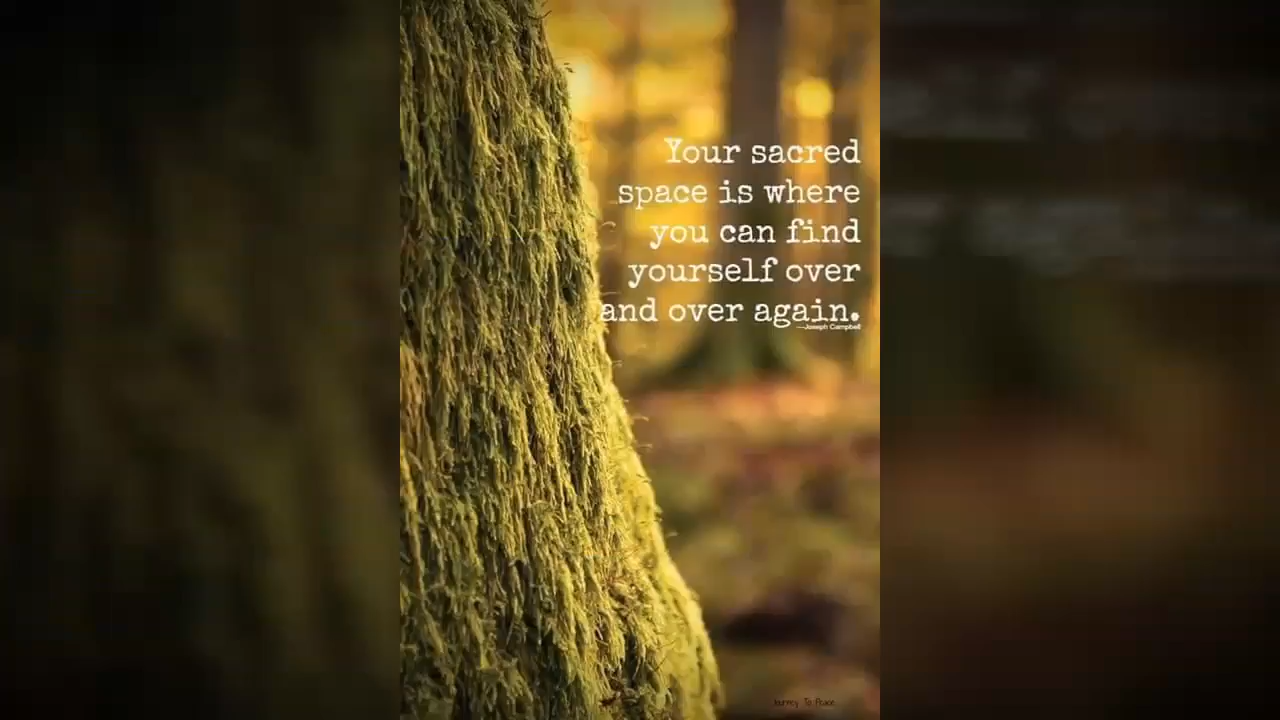 Your sacred
space is where
you can find
yourself over
and over again.
—Joseph Campbell
Journey To Peace